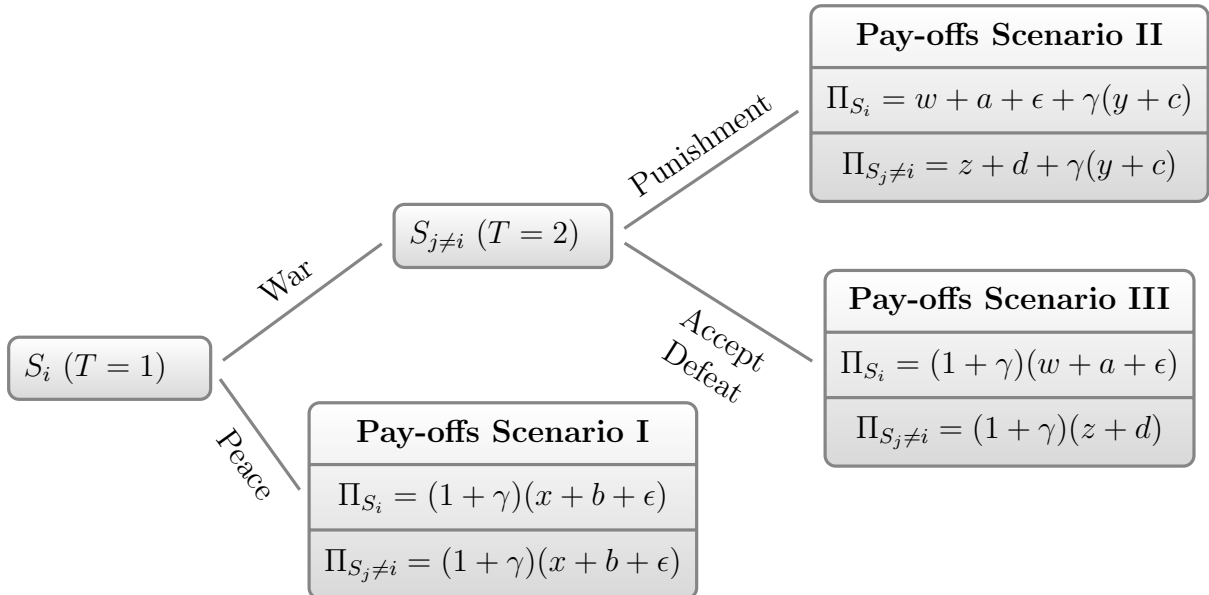 Pay-offs Scenario II
Π_{S_i} = w + a + ϵ + γ(y + c)
Π_{S_{j≠i}} = z + d + γ(y + c)
Punishment
S_{j≠i} (T = 2)
War
Accept
Defeat
Pay-offs Scenario III
Π_{S_i} = (1 + γ)(w + a + ϵ)
Π_{S_{j≠i}} = (1 + γ)(z + d)
S_i (T = 1)
Peace
Pay-offs Scenario I
Π_{S_i} = (1 + γ)(x + b + ϵ)
Π_{S_{j≠i}} = (1 + γ)(x + b + ϵ)